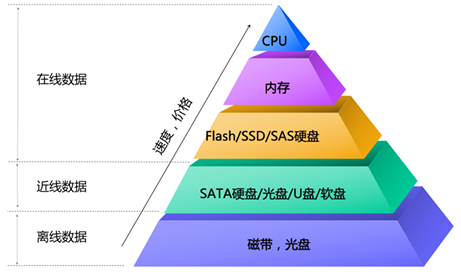 CPU
在线数据
内存
速度，价格
Flash/SSD/SAS硬盘
近线数据
SATA硬盘/光盘/U盘/软盘
离线数据
磁带，光盘